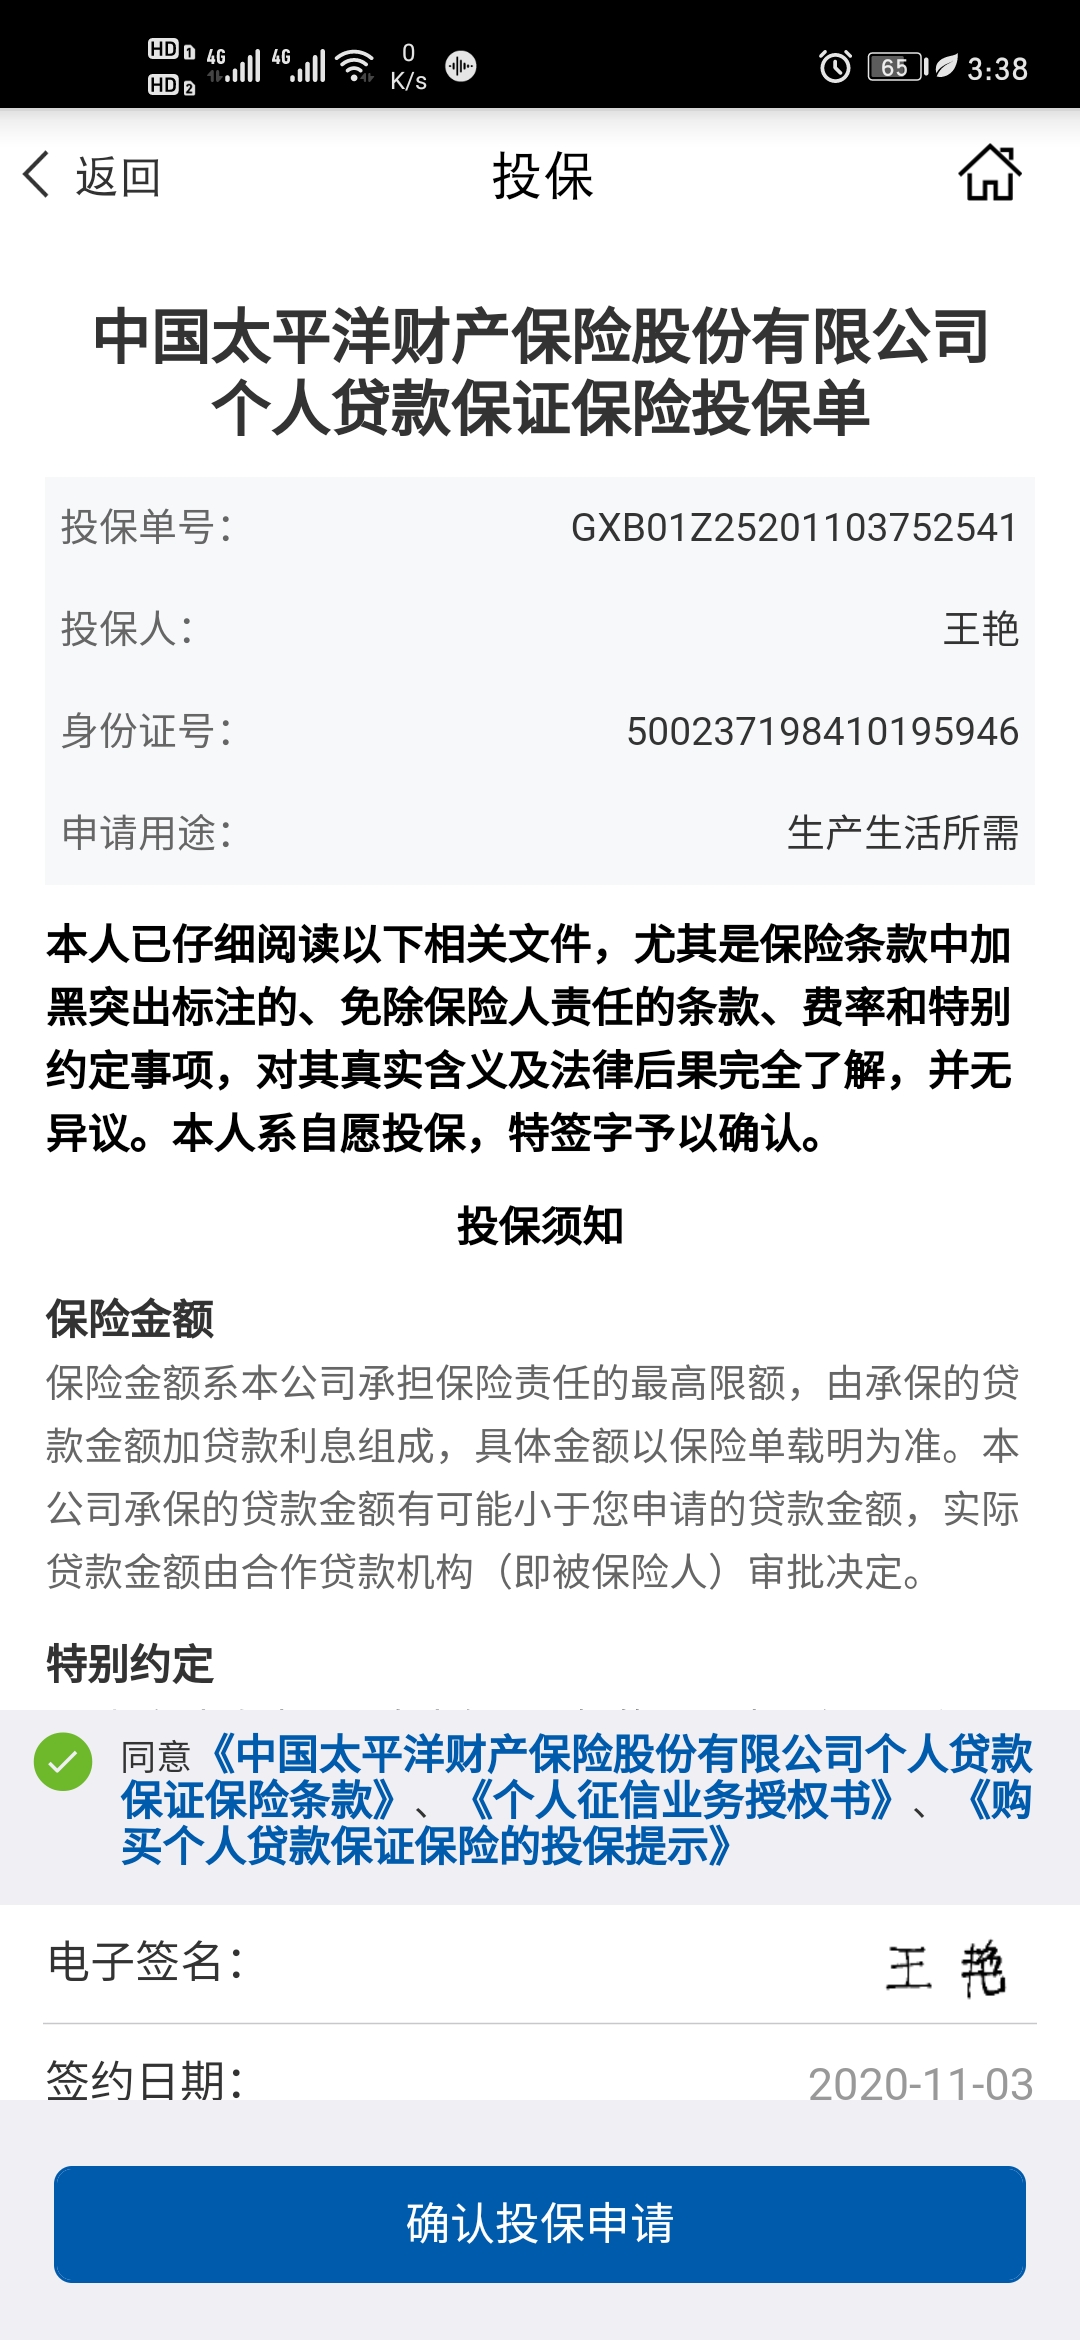 HD 1 4G 4G 0
HD 2 K/s 65 3:38
返回 投保
中国太平洋财产保险股份有限公司
个人贷款保证保险投保单
投保单号： GXB01Z25201103752541
投保人： 王艳
身份证号： 500237198410195946
申请用途： 生产生活所需
本人已仔细阅读以下相关文件，尤其是保险条款中加
黑突出标注的、免除保险人责任的条款、费率和特别
约定事项，对其真实含义及法律后果完全了解，并无
异议。本人系自愿投保，特签字予以确认。
投保须知
保险金额
保险金额系本公司承担保险责任的最高限额，由承保的贷
款金额加贷款利息组成，具体金额以保险单载明为准。本
公司承保的贷款金额有可能小于您申请的贷款金额，实际
贷款金额由合作贷款机构（即被保险人）审批决定。
特别约定
同意《中国太平洋财产保险股份有限公司个人贷款
保证保险条款》、《个人征信业务授权书》、《购
买个人贷款保证保险的投保提示》
电子签名： 王 艳
签约日期： 2020-11-03
确认投保申请